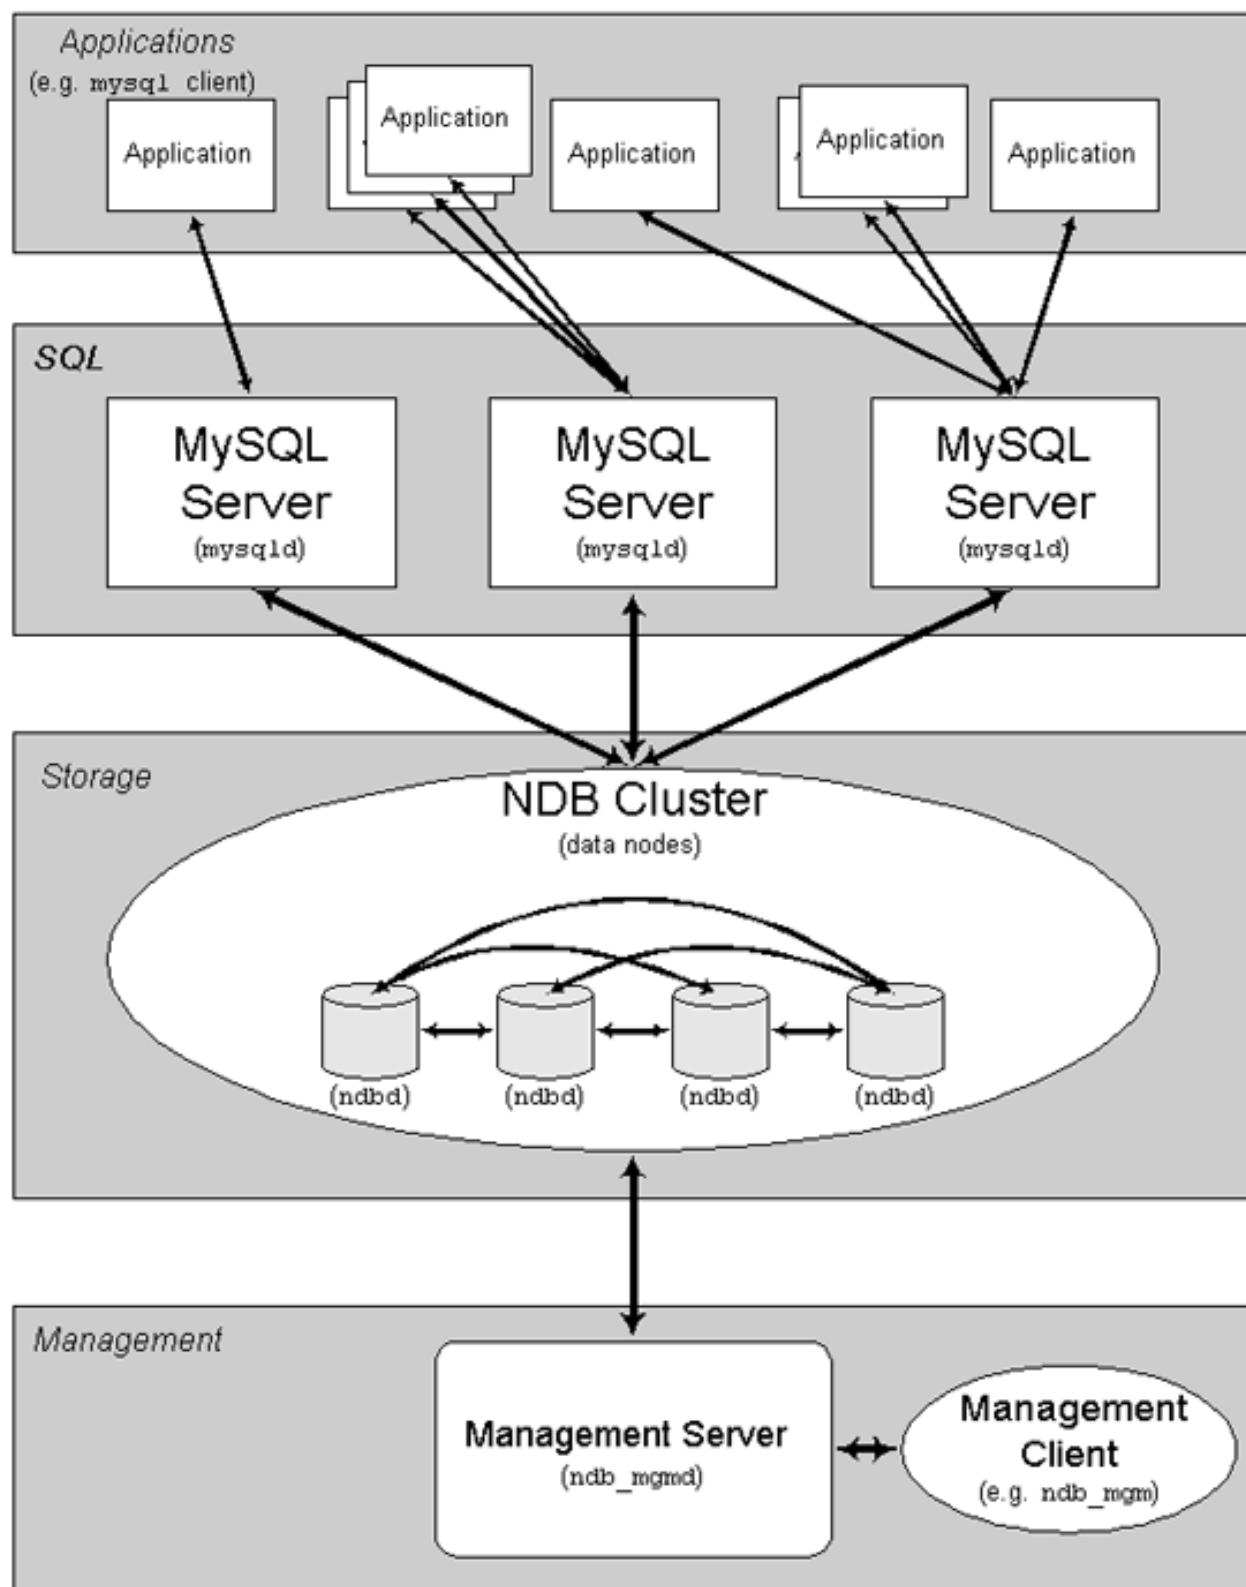 Applications
(e.g. mysql client)
Application
Application
Application
Application
Application
SQL
MySQL
Server
(mysqld)
MySQL
Server
(mysqld)
MySQL
Server
(mysqld)
Storage
NDB Cluster
(data nodes)
(ndbd)
(ndbd)
(ndbd)
(ndbd)
Management
Management Server
(ndb_mgmd)
Management
Client
(e.g. ndb_mgm)